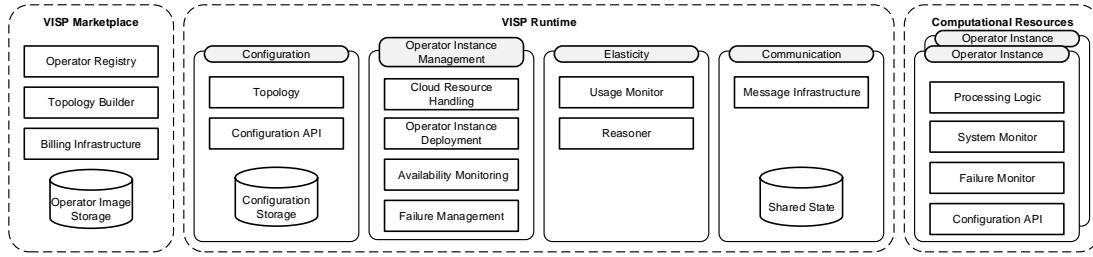 VISP Marketplace
Operator Registry
Topology Builder
Billing Infrastructure
Operator Image
Storage
VISP Runtime
Configuration
Topology
Configuration API
Configuration
Storage
Operator Instance
Management
Cloud Resource
Handling
Operator Instance
Deployment
Availability Monitoring
Failure Management
Elasticity
Usage Monitor
Reasoner
Communication
Message Infrastructure
Shared State
Computational Resources
Operator Instance
Operator Instance
Processing Logic
System Monitor
Failure Monitor
Configuration API